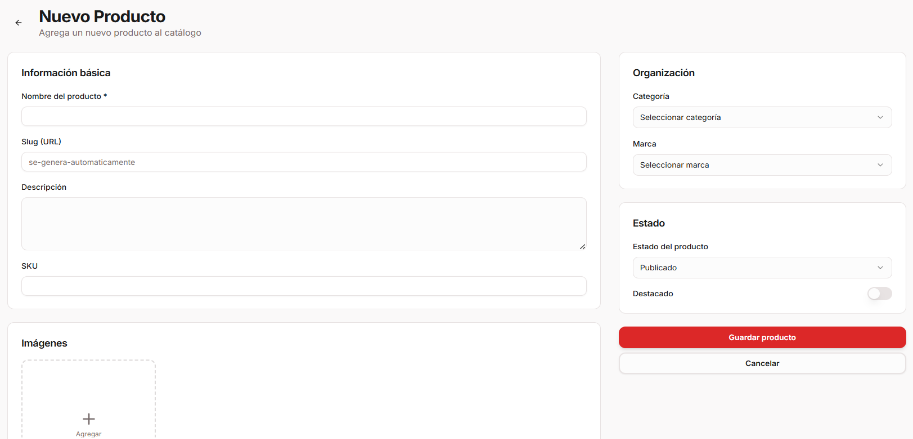 Nuevo Producto
Agrega un nuevo producto al catálogo
Información básica
Nombre del producto *
Slug (URL)
se-genera-automaticamente
Descripción
SKU
Imágenes
Agregar
Organización
Categoría
Seleccionar categoría
Marca
Seleccionar marca
Estado
Estado del producto
Publicado
Destacado
Guardar producto
Cancelar